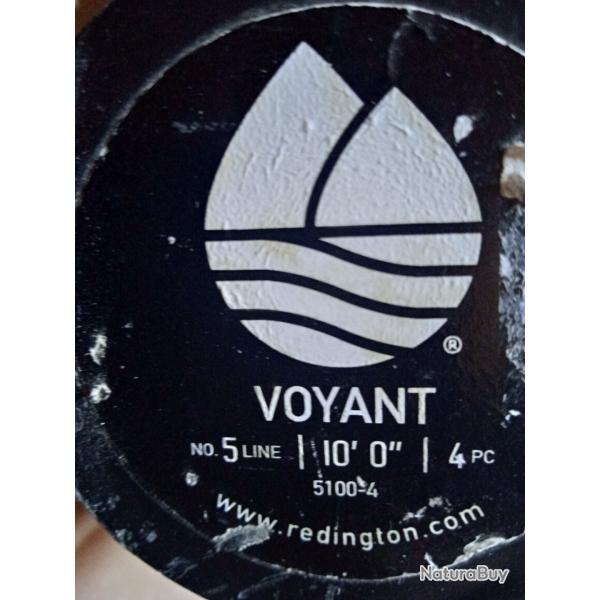 ®
VOYANT
NO. 5 LINE | 10' 0" | 4 PC
5100-4
www.redington.com
NaturaBuy